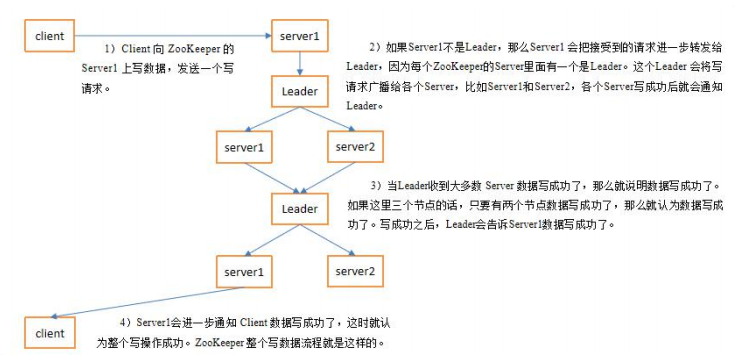 client
server1
1）Client 向 ZooKeeper 的
Server1 上写数据，发送一个写
请求。
2）如果Server1不是Leader，那么Server1 会把接受到的请求进一步转发给
Leader，因为每个ZooKeeper的Server里面有一个是Leader。这个Leader 会将写
请求广播给各个Server，比如Server1和Server2，各个Server写成功后就会通知
Leader。
Leader
server1
server2
3）当Leader收到大多数 Server 数据写成功了，那么就说明数据写成功了。
如果这里三个节点的话，只要有两个节点数据写成功了，那么就认为数据写成
功了。写成功之后，Leader会告诉Server1数据写成功了。
Leader
server1
server2
4）Server1会进一步通知 Client 数据写成功了，这时就认
为整个写操作成功。ZooKeeper 整个写数据流程就是这样的。
client